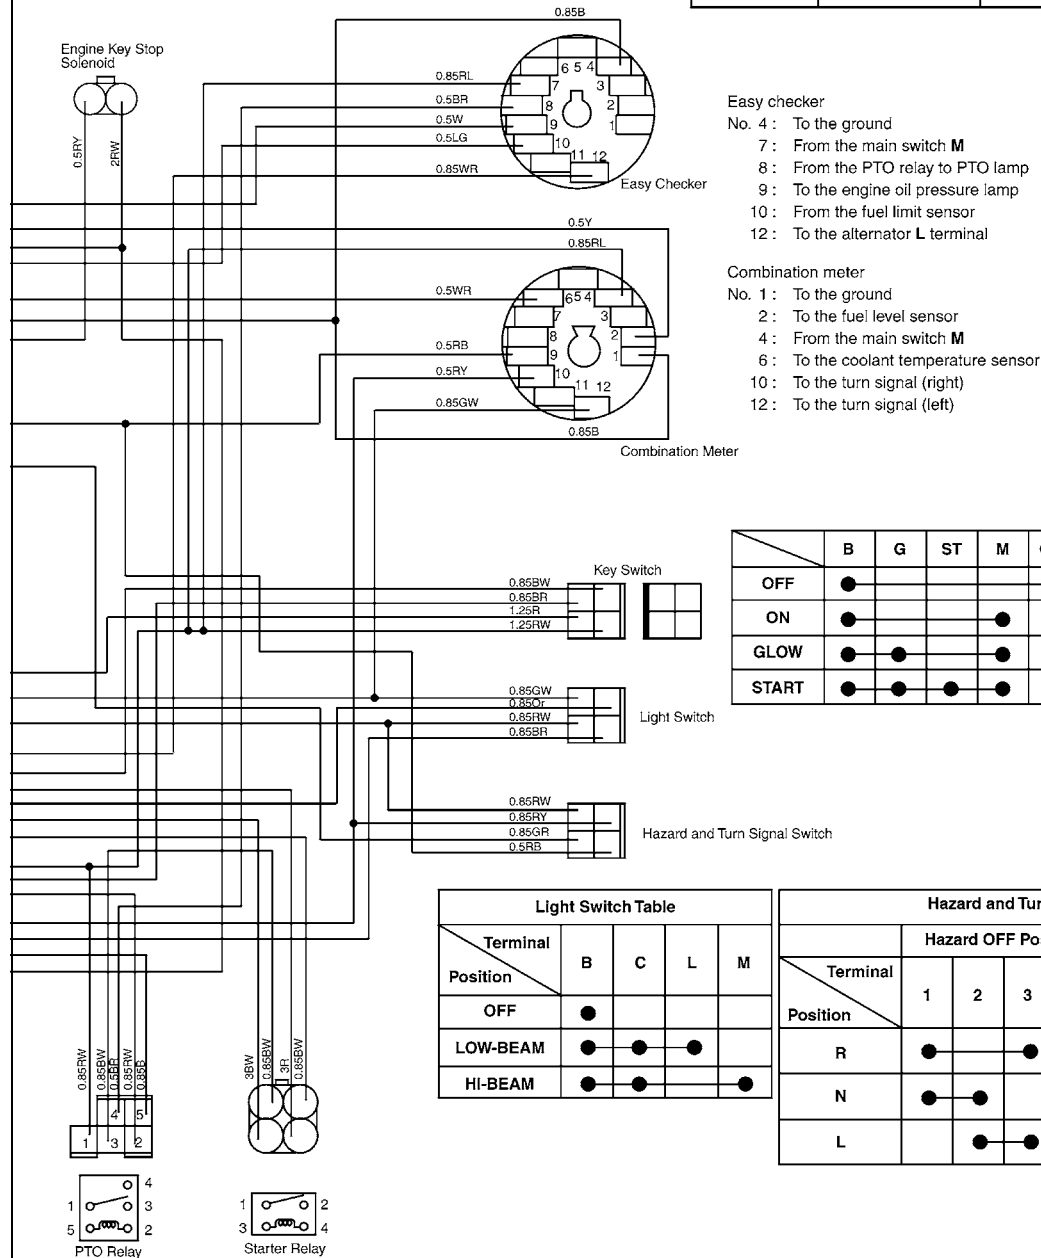 0.85B
Engine Key Stop
Solenoid
0.5RY
2RW
0.85RL
0.5BR
0.5W
0.5LG
0.85WR
6 5 4
7 3
8 2
9 1
10
11 12
Easy Checker
Easy checker
No. 4 : To the ground
7 : From the main switch M
8 : From the PTO relay to PTO lamp
9 : To the engine oil pressure lamp
10 : From the fuel limit sensor
12 : To the alternator L terminal
0.5Y
0.85RL
0.5WR
0.5RB
0.5RY
0.85GW
0.85B
6 5 4
7 3
8 2
9 1
10
11 12
Combination Meter
Combination meter
No. 1 : To the ground
2 : To the fuel level sensor
4 : From the main switch M
6 : To the coolant temperature sensor
10 : To the turn signal (right)
12 : To the turn signal (left)
Key Switch
0.85BW
0.85BR
1.25R
1.25RW
B G ST M
OFF
ON
GLOW
START
0.85GW
0.85Or
0.85RW
0.85BR
Light Switch
0.85RW
0.85RY
0.85GR
0.5RB
Hazard and Turn Signal Switch
Light Switch Table
Terminal
Position
B C L M
OFF
LOW-BEAM
HI-BEAM
Hazard and Tur
Hazard OFF Po
Terminal
Position
1 2 3
R
N
L
0.85RW
0.85BW
0.5BR
0.85RW
0.85B
4 5
1 3 2
4
1 3
5 2
PTO Relay
3BW
0.85BW
3R
0.85BW
1 2
3 4
Starter Relay